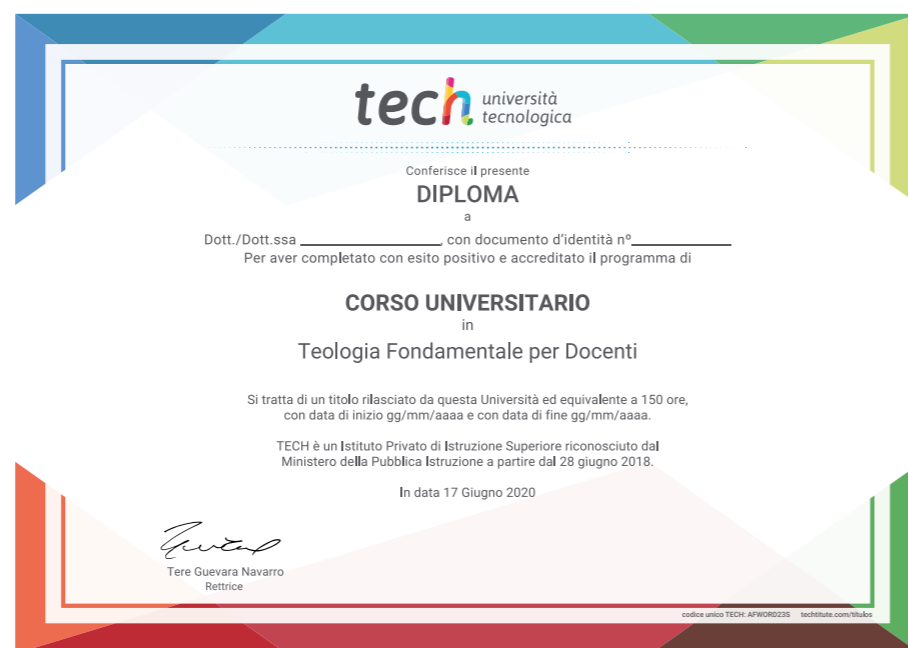 tech università
tecnologica
Conferisce il presente
DIPLOMA
a
Dott./Dott.ssa ____________________, con documento d'identità nº______________
Per aver completato con esito positivo e accreditato il programma di
CORSO UNIVERSITARIO
in
Teologia Fondamentale per Docenti
Si tratta di un titolo rilasciato da questa Università ed equivalente a 150 ore,
con data di inizio gg/mm/aaaa e con data di fine gg/mm/aaaa.
TECH è un Istituto Privato di Istruzione Superiore riconosciuto dal
Ministero della Pubblica Istruzione a partire dal 28 giugno 2018.
In data 17 Giugno 2020
Tere Guevara Navarro
Rettrice
codice unico TECH: AFWORD23S techtitute.com/titulos